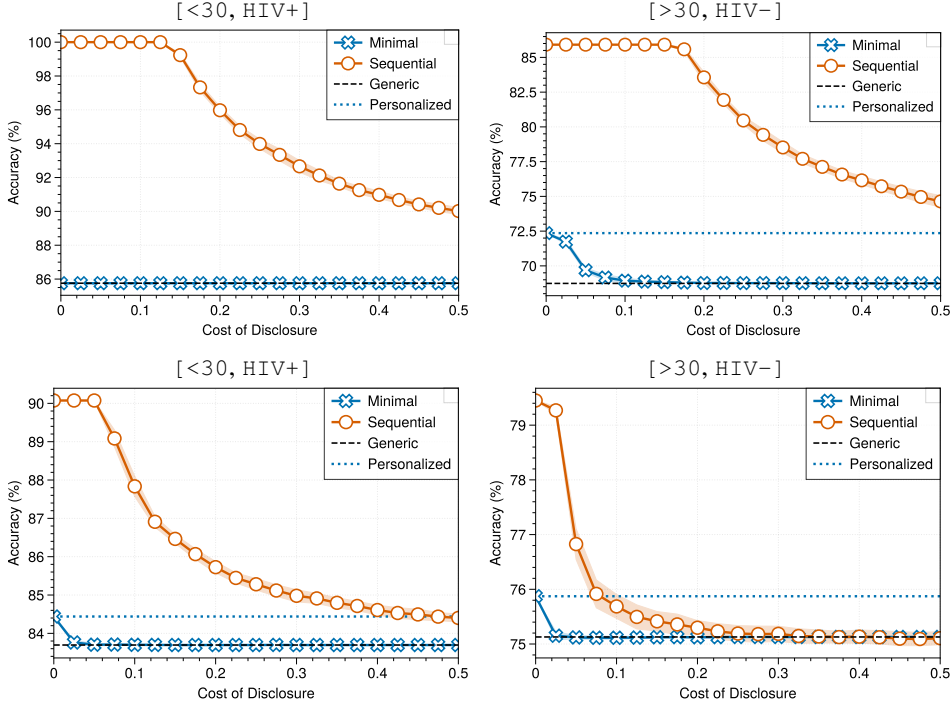 [<30, HIV+]
100
98
96
94
92
90
88
86
Accuracy (%)
0
0.1
0.2
0.3
0.4
0.5
Cost of Disclosure
Minimal
Sequential
Generic
Personalized
[>30, HIV−]
85
82.5
80
77.5
75
72.5
70
Accuracy (%)
0
0.1
0.2
0.3
0.4
0.5
Cost of Disclosure
Minimal
Sequential
Generic
Personalized
[<30, HIV+]
90
89
88
87
86
85
84
Accuracy (%)
0
0.1
0.2
0.3
0.4
0.5
Cost of Disclosure
Minimal
Sequential
Generic
Personalized
[>30, HIV−]
79
78
77
76
75
Accuracy (%)
0
0.1
0.2
0.3
0.4
0.5
Cost of Disclosure
Minimal
Sequential
Generic
Personalized